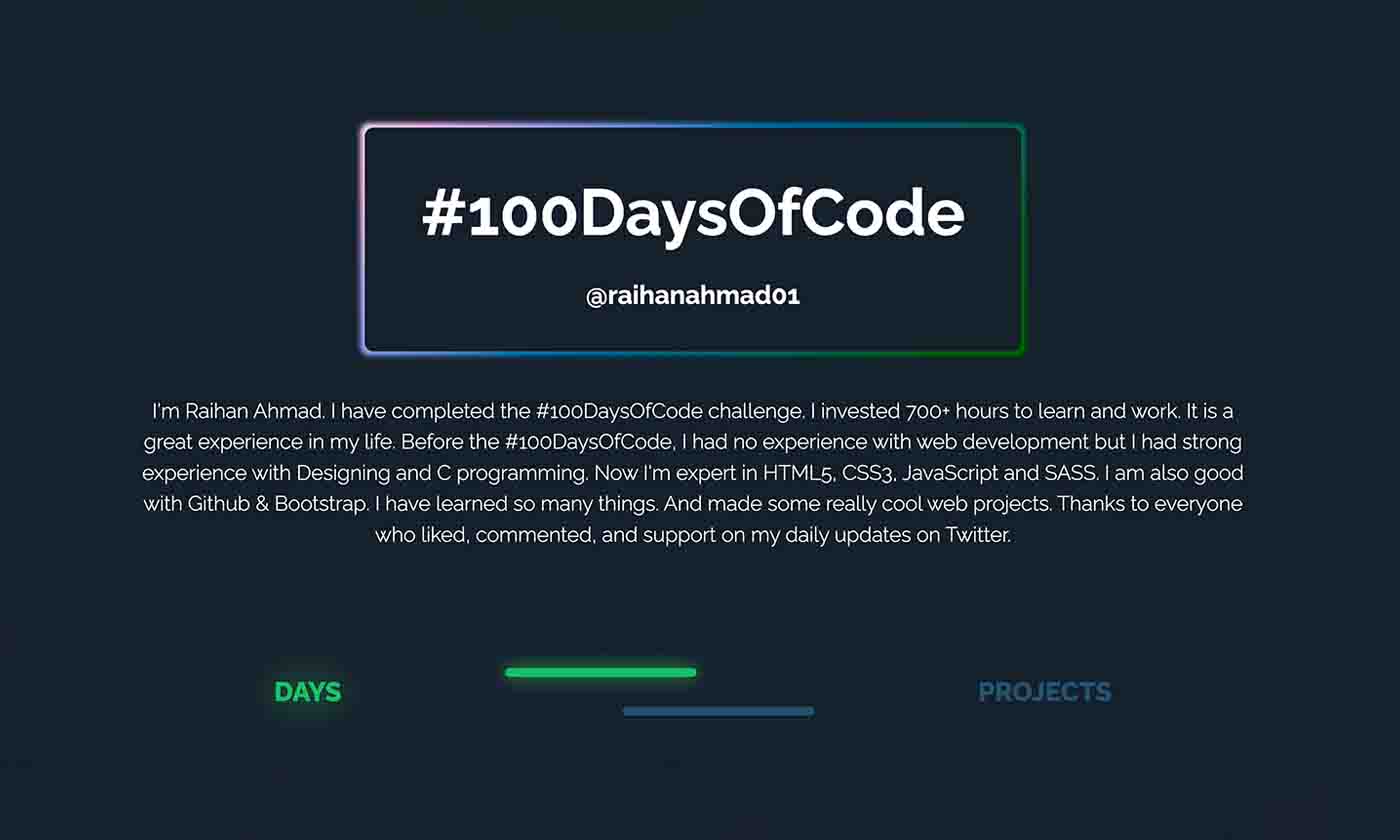 #100DaysOfCode
@raihanahmad01
I'm Raihan Ahmad. I have completed the #100DaysOfCode challenge. I invested 700+ hours to learn and work. It is a
great experience in my life. Before the #100DaysOfCode, I had no experience with web development but I had strong
experience with Designing and C programming. Now I'm expert in HTML5, CSS3, JavaScript and SASS. I am also good
with Github & Bootstrap. I have learned so many things. And made some really cool web projects. Thanks to everyone
who liked, commented, and support on my daily updates on Twitter.
DAYS
PROJECTS